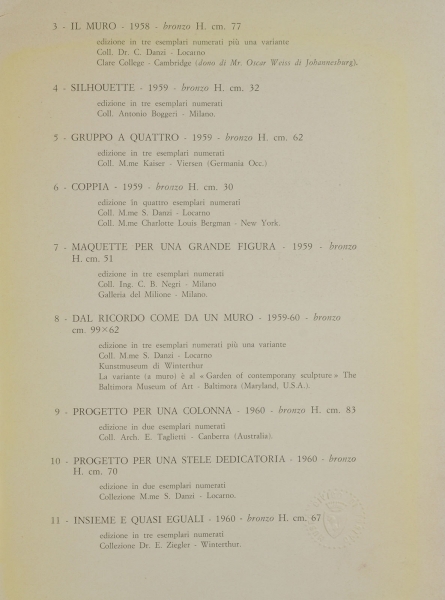 3 - IL MURO - 1958 - bronzo H. cm. 77
edizione in tre esemplari numerati più una variante
Coll. Dr. C. Danzi - Locarno
Clare College - Cambridge (dono di Mr. Oscar Weiss di Johannesburg).
4 - SILHOUETTE - 1959 - bronzo H. cm. 32
edizione in tre esemplari numerati
Coll. Antonio Boggeri - Milano.
5 - GRUPPO A QUATTRO - 1959 - bronzo H. cm. 62
edizione in tre esemplari numerati
Coll. M.me Kaiser - Viersen (Germania Occ.)
6 - COPPIA - 1959 - bronzo H. cm. 30
edizione in quattro esemplari numerati
Coll. M.me S. Danzi - Locarno
Coll. M.me Charlotte Louis Bergman - New York.
7 - MAQUETTE PER UNA GRANDE FIGURA - 1959 - bronzo
H. cm. 51
edizione in tre esemplari numerati
Coll. Ing. C. B. Negri - Milano
Galleria del Milione - Milano.
8 - DAL RICORDO COME DA UN MURO - 1959-60 - bronzo
cm. 99×62
edizione in tre esemplari numerati più una variante
Coll. M.me S. Danzi - Locarno
Kunstmuseum di Winterthur
La variante (a muro) è al «Garden of contemporany sculpture» The
Baltimora Museum of Art - Baltimora (Maryland, U.S.A.).
9 - PROGETTO PER UNA COLONNA - 1960 - bronzo H. cm. 83
edizione in due esemplari numerati
Coll. Arch. E. Taglietti - Canberra (Australia).
10 - PROGETTO PER UNA STELE DEDICATORIA - 1960 - bronzo
H. cm. 70
edizione in due esemplari numerati
Collezione M.me S. Danzi - Locarno.
11 - INSIEME E QUASI EGUALI - 1960 - bronzo H. cm. 67
edizione in tre esemplari numerati
Collezione Dr. E. Ziegler - Winterthur.